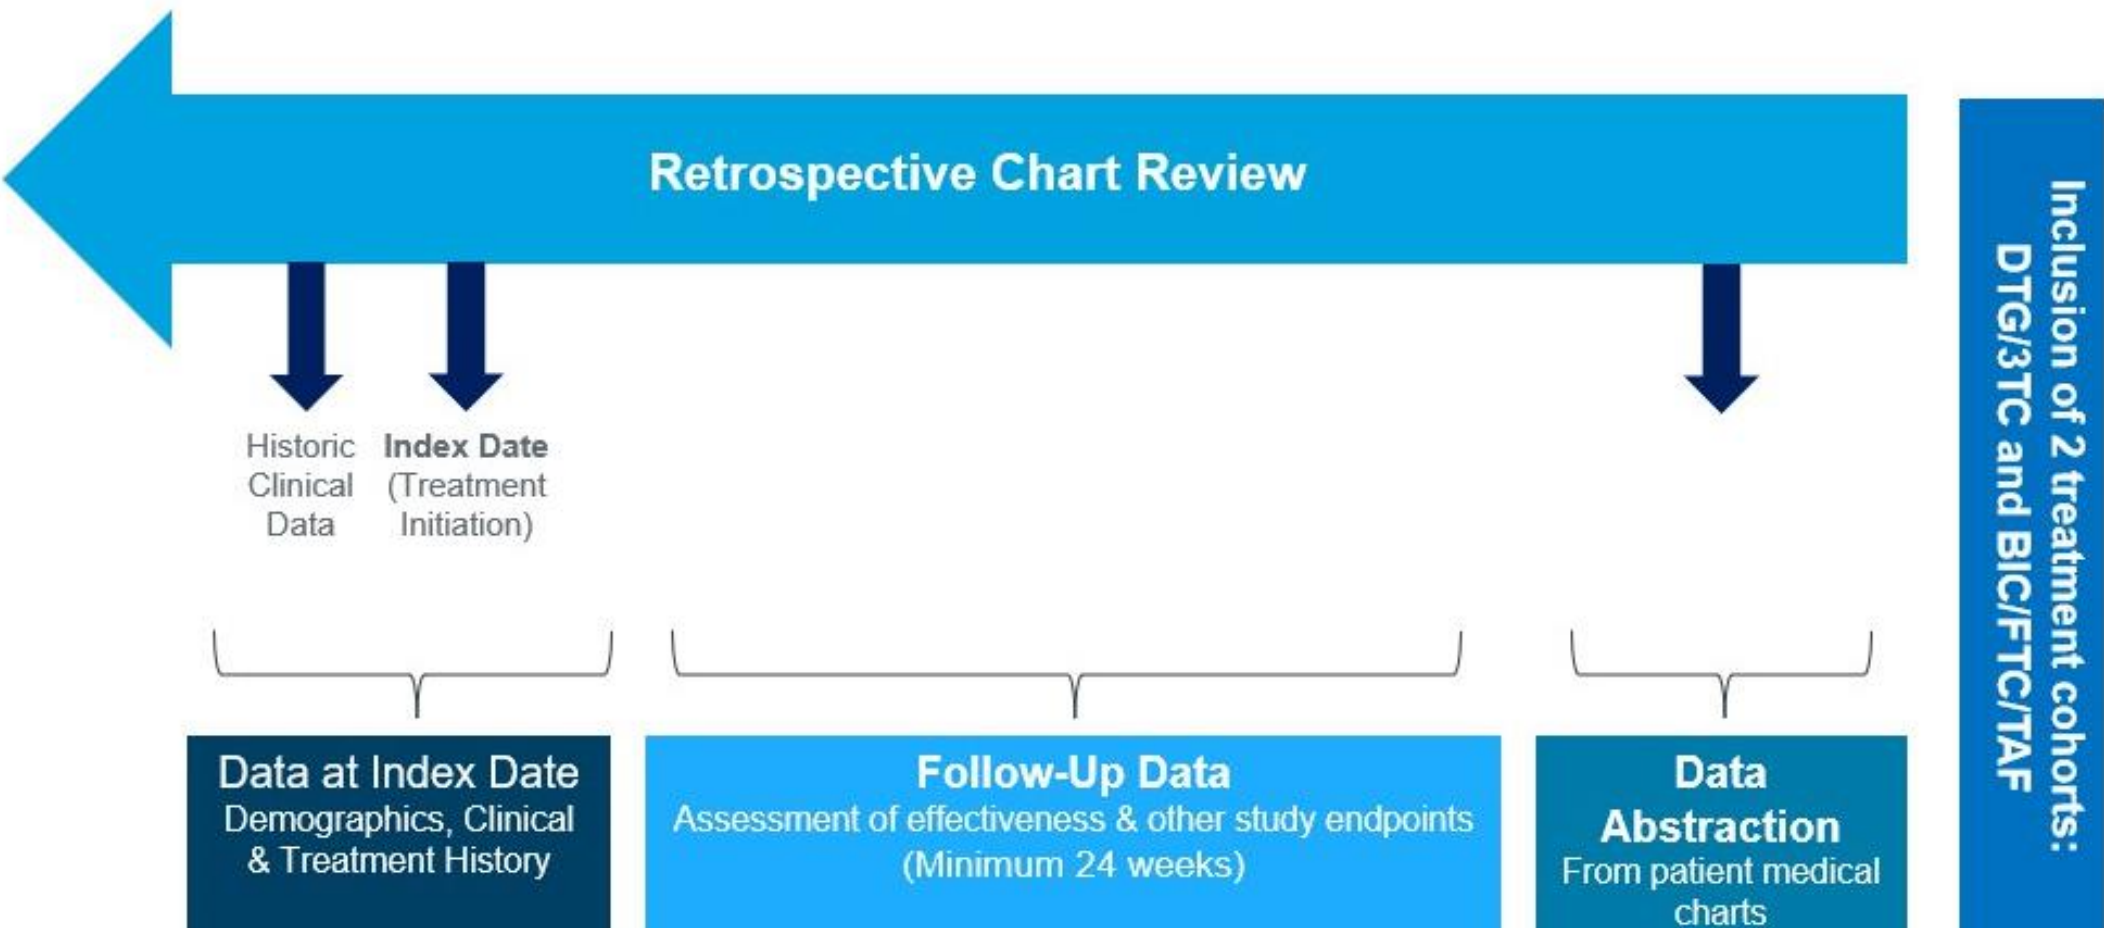 Retrospective Chart Review
Historic
Clinical
Data
Index Date
(Treatment
Initiation)
Data at Index Date
Demographics, Clinical
& Treatment History
Follow-Up Data
Assessment of effectiveness & other study endpoints
(Minimum 24 weeks)
Data
Abstraction
From patient medical
charts
Inclusion of 2 treatment cohorts:
DTG/3TC and BIC/FTC/TAF